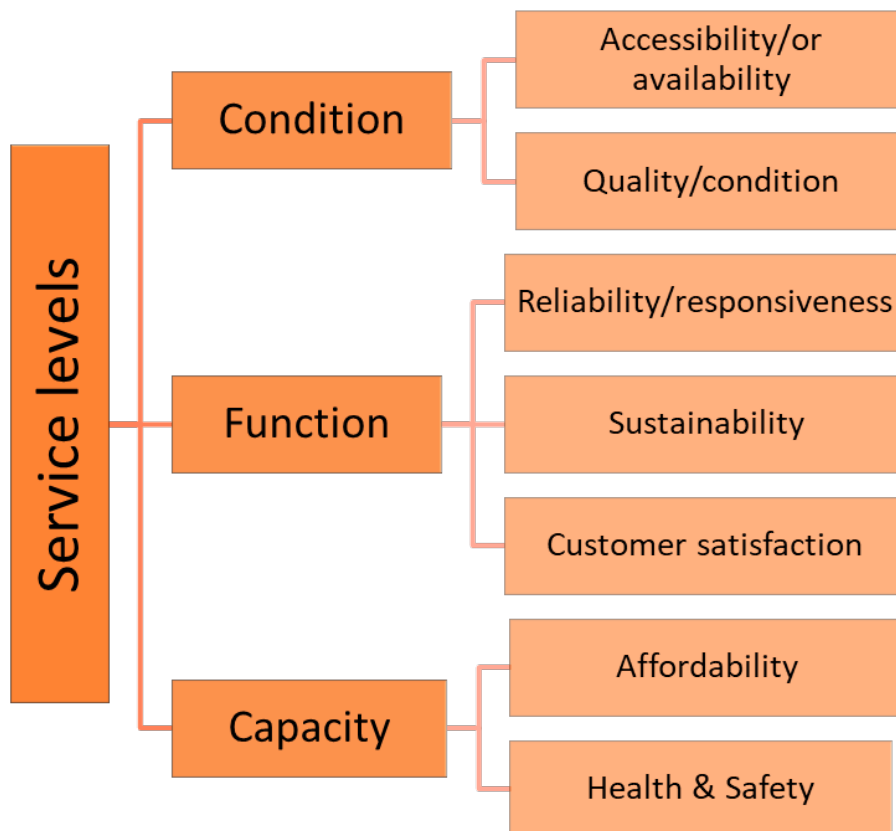 Service levels
Condition
Accessibility/or
availability
Quality/condition
Function
Reliability/responsiveness
Sustainability
Customer satisfaction
Capacity
Affordability
Health & Safety